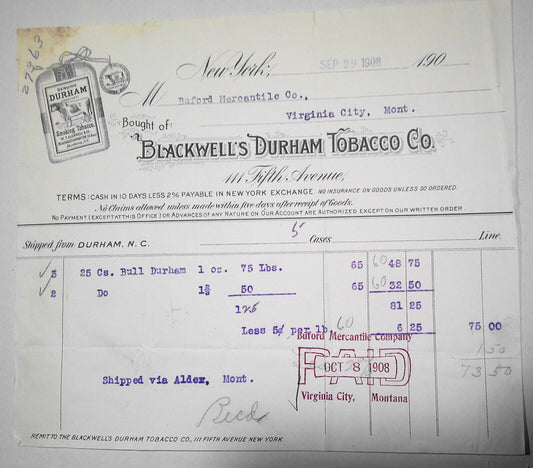 27963
GENUINE
DURHAM
Smoking Tobacco
New York, SEP 29 1908 190
M Buford Mercantile Co.,
Virginia City, Mont.
Bought of
BLACKWELL'S DURHAM TOBACCO CO.
111 Fifth Avenue,
TERMS: CASH IN 10 DAYS LESS 2% PAYABLE IN NEW YORK EXCHANGE. NO INSURANCE ON GOODS UNLESS SO ORDERED.
No Claims allowed unless made within five days after receipt of Goods.
NO PAYMENT (EXCEPT AT THIS OFFICE) OR ADVANCES OF ANY NATURE ON OUR ACCOUNT ARE AUTHORIZED EXCEPT ON OUR WRITTEN ORDER
Shipped from DURHAM, N. C. 5 Cases Line
3 25 Cs. Bull Durham 1 oz. 75 Lbs. 65 60 48 75
2 Do 50 65 60 32 50
125 81 25
Less 5¢ per lb. 60 6 25 75 00
1 50
73 50
Buford Mercantile Company
PAID
OCT 8 1908
Virginia City, Montana
Shipped via Alder, Mont.
Recd
REMIT TO THE BLACKWELL'S DURHAM TOBACCO CO., 111 FIFTH AVENUE NEW YORK